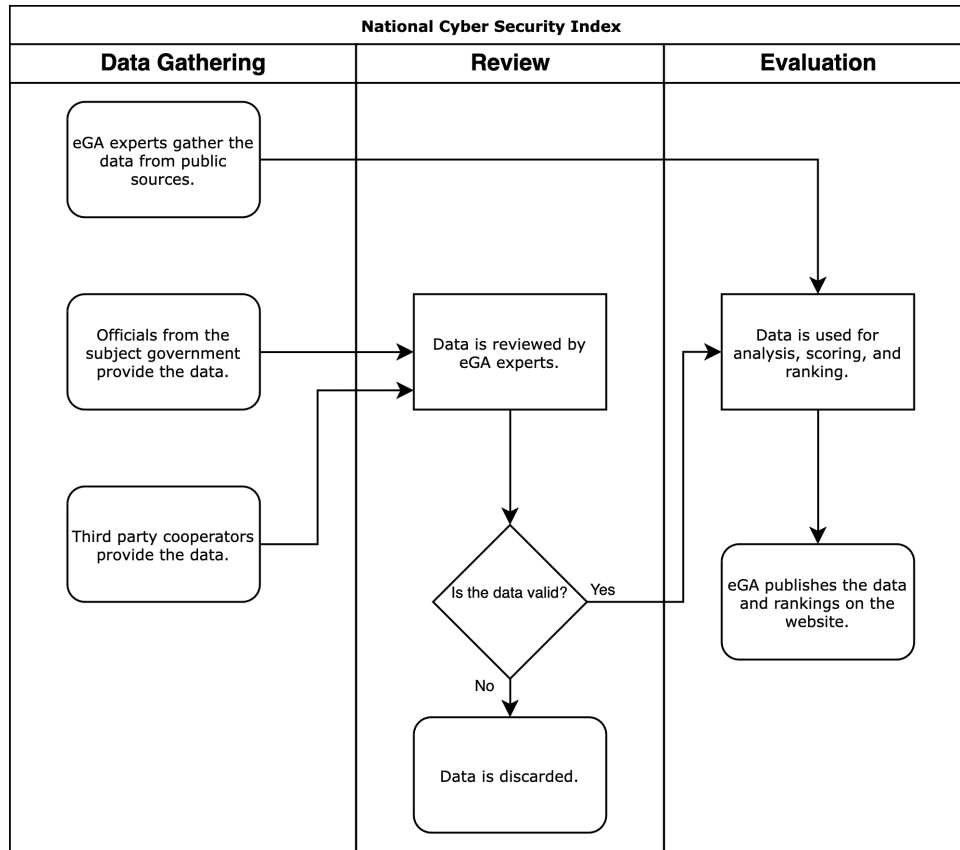 National Cyber Security Index
Data Gathering
Review
Evaluation
eGA experts gather the
data from public
sources.
Officials from the
subject government
provide the data.
Data is reviewed by
eGA experts.
Data is used for
analysis, scoring, and
ranking.
Third party cooperators
provide the data.
Is the data valid?
Yes
No
eGA publishes the data
and rankings on the
website.
Data is discarded.